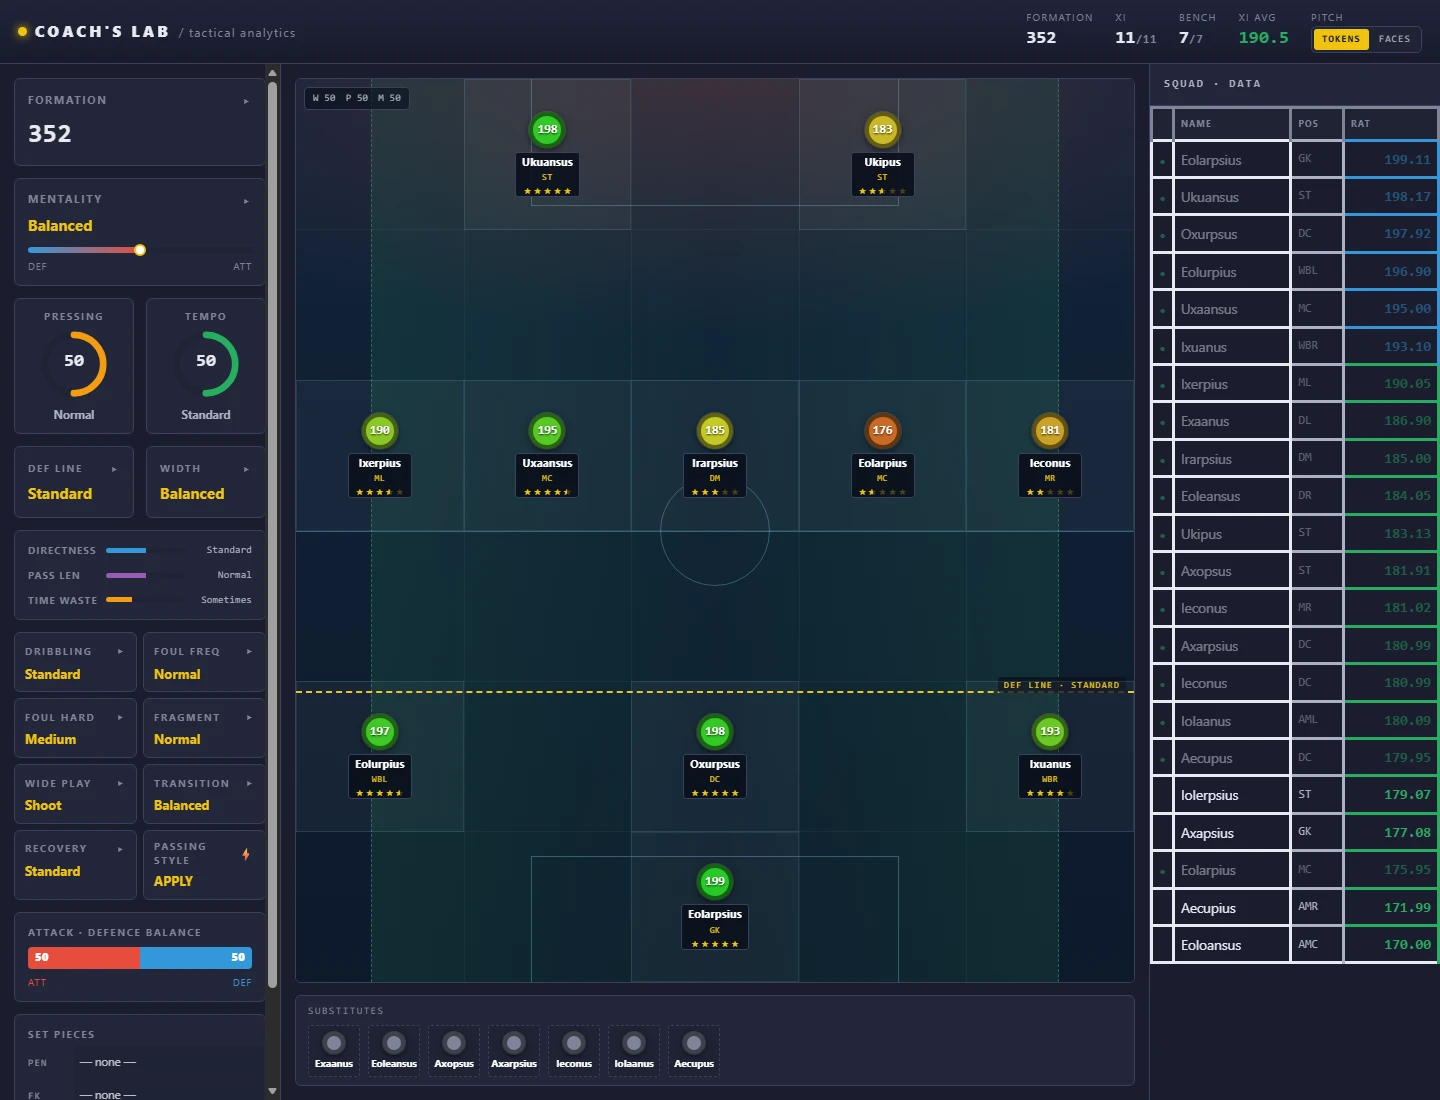 COACH'S LAB / tactical analytics
FORMATION
352
XI
11/11
BENCH
7/7
XI AVG
190.5
PITCH
TOKENS FACES
FORMATION
352
MENTALITY
Balanced
DEF ATT
PRESSING
50
Normal
TEMPO
50
Standard
DEF LINE
Standard
WIDTH
Balanced
DIRECTNESS Standard
PASS LEN Normal
TIME WASTE Sometimes
DRIBBLING
Standard
FOUL FREQ
Normal
FOUL HARD
Medium
FRAGMENT
Normal
WIDE PLAY
Shoot
TRANSITION
Balanced
RECOVERY
Standard
PASSING STYLE
APPLY
ATTACK · DEFENCE BALANCE
50 50
ATT DEF
SET PIECES
PEN — none —
FK — none —
W 50 P 50 M 50
198
Ukuansus
ST
183
Ukipus
ST
190
Ixerpius
ML
195
Uxaansus
MC
185
Irarpsius
DM
176
Eolarpius
MC
181
Ieconus
MR
DEF LINE · STANDARD
197
Eolurpius
WBL
198
Oxurpsus
DC
193
Ixuanus
WBR
199
Eolarpsius
GK
SUBSTITUTES
Exaanus
Eoleansus
Axopsus
Axarpsius
Ieconus
Iolaanus
Aecupus
SQUAD · DATA
NAME POS RAT
Eolarpsius GK 199.11
Ukuansus ST 198.17
Oxurpsus DC 197.92
Eolurpius WBL 196.90
Uxaansus MC 195.00
Ixuanus WBR 193.10
Ixerpius ML 190.05
Exaanus DL 186.90
Irarpsius DM 185.00
Eoleansus DR 184.05
Ukipus ST 183.13
Axopsus ST 181.91
Ieconus MR 181.02
Axarpsius DC 180.99
Ieconus DC 180.99
Iolaanus AML 180.09
Aecupus DC 179.95
Iolerpsius ST 179.07
Axapsius GK 177.08
Eolarpius MC 175.95
Aecupius AMR 171.99
Eoloansus AMC 170.00